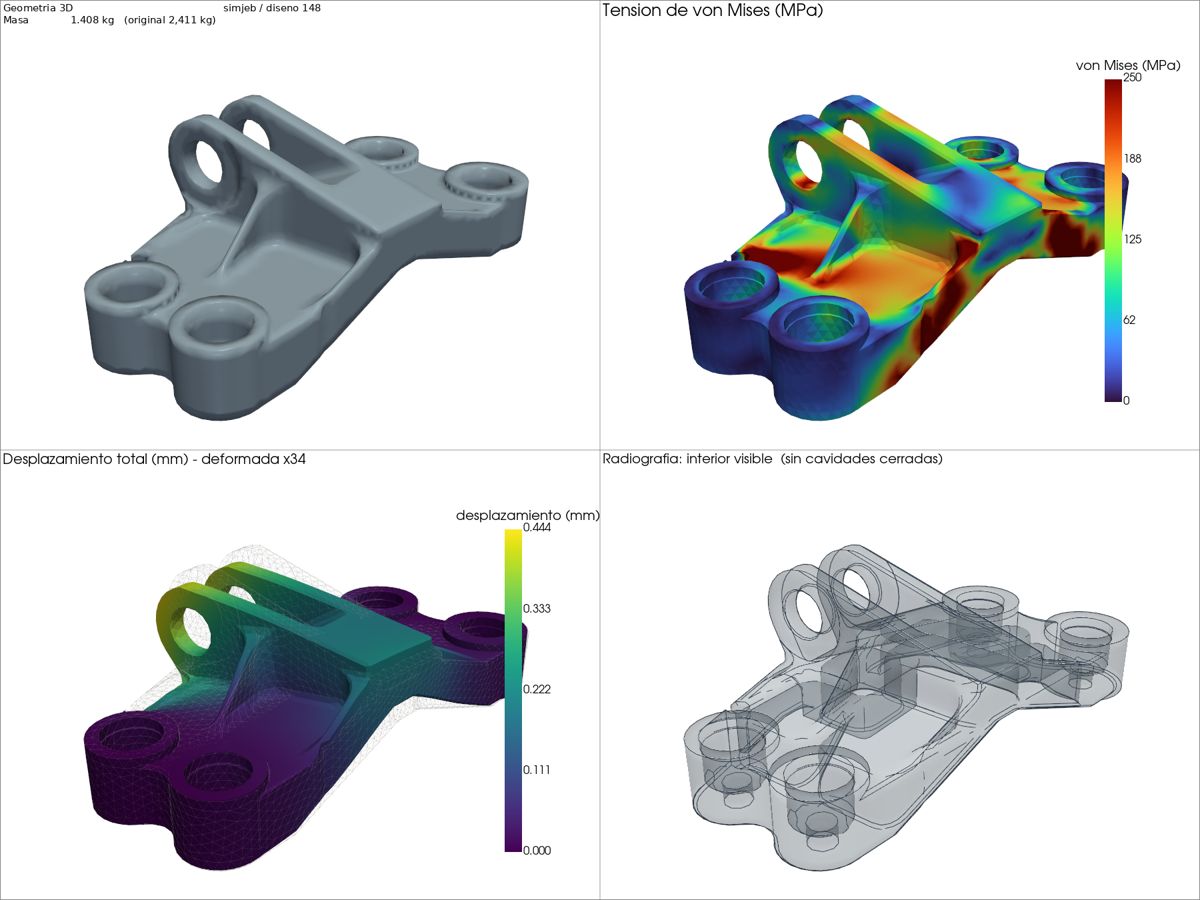 Geometria 3D simjeb / diseno 148
Masa 1.408 kg (original 2,411 kg)
Tension de von Mises (MPa)
von Mises (MPa)
250
188
125
62
0
Desplazamiento total (mm) - deformada x34
desplazamiento (mm)
0.444
0.333
0.222
0.111
0.000
Radiografia: interior visible (sin cavidades cerradas)